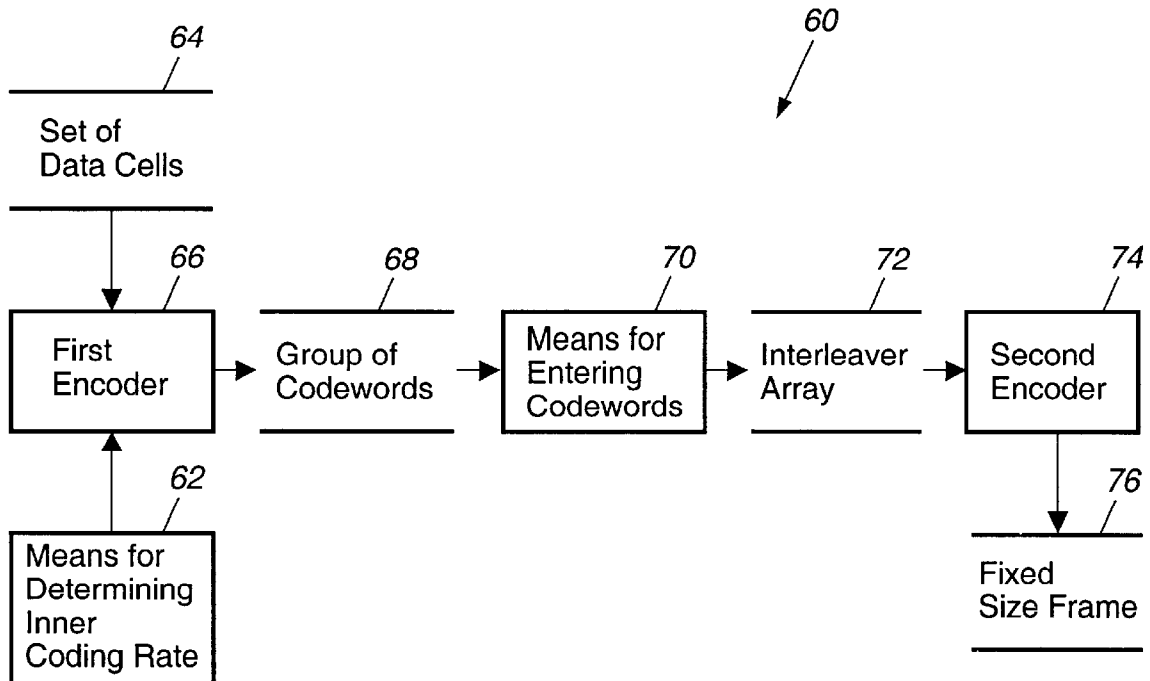 60
64
Set of
Data Cells
66
First
Encoder
68
Group of
Codewords
70
Means for
Entering
Codewords
72
Interleaver
Array
74
Second
Encoder
62
Means for
Determining
Inner
Coding Rate
76
Fixed
Size Frame